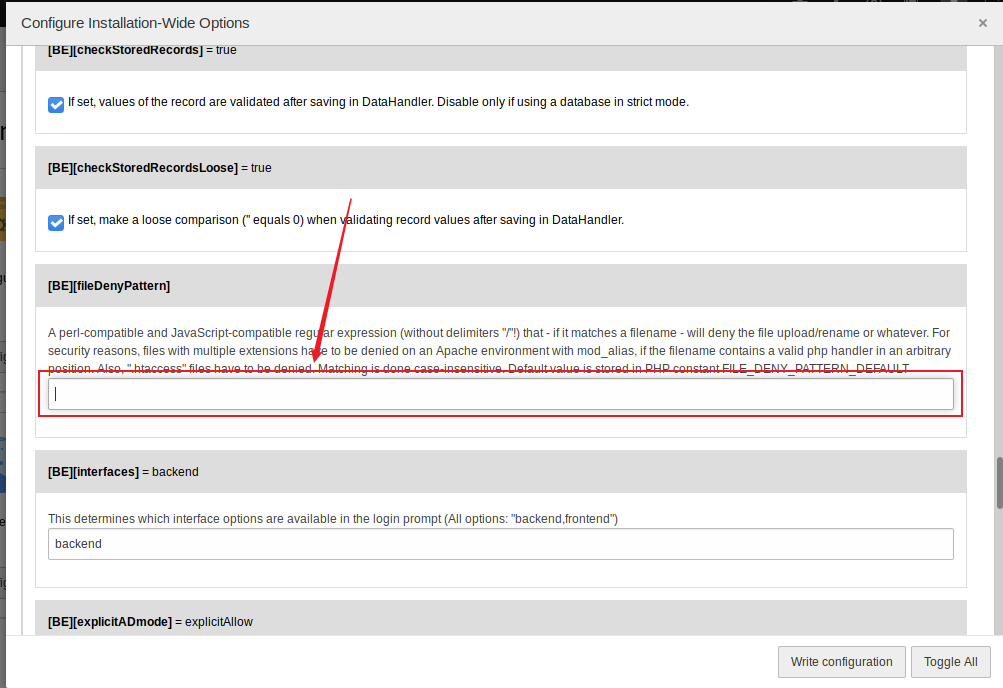 Configure Installation-Wide Options ×
[BE][checkStoredRecords] = true
If set, values of the record are validated after saving in DataHandler. Disable only if using a database in strict mode.
[BE][checkStoredRecordsLoose] = true
If set, make a loose comparison ('' equals 0) when validating record values after saving in DataHandler.
[BE][fileDenyPattern]
A perl-compatible and JavaScript-compatible regular expression (without delimiters "/"!) that - if it matches a filename - will deny the file upload/rename or whatever. For
security reasons, files with multiple extensions have to be denied on an Apache environment with mod_alias, if the filename contains a valid php handler in an arbitrary
position. Also, ".htaccess" files have to be denied. Matching is done case-insensitive. Default value is stored in PHP constant FILE_DENY_PATTERN_DEFAULT
[BE][interfaces] = backend
This determines which interface options are available in the login prompt (All options: "backend,frontend")
backend
[BE][explicitADmode] = explicitAllow
Write configuration Toggle All